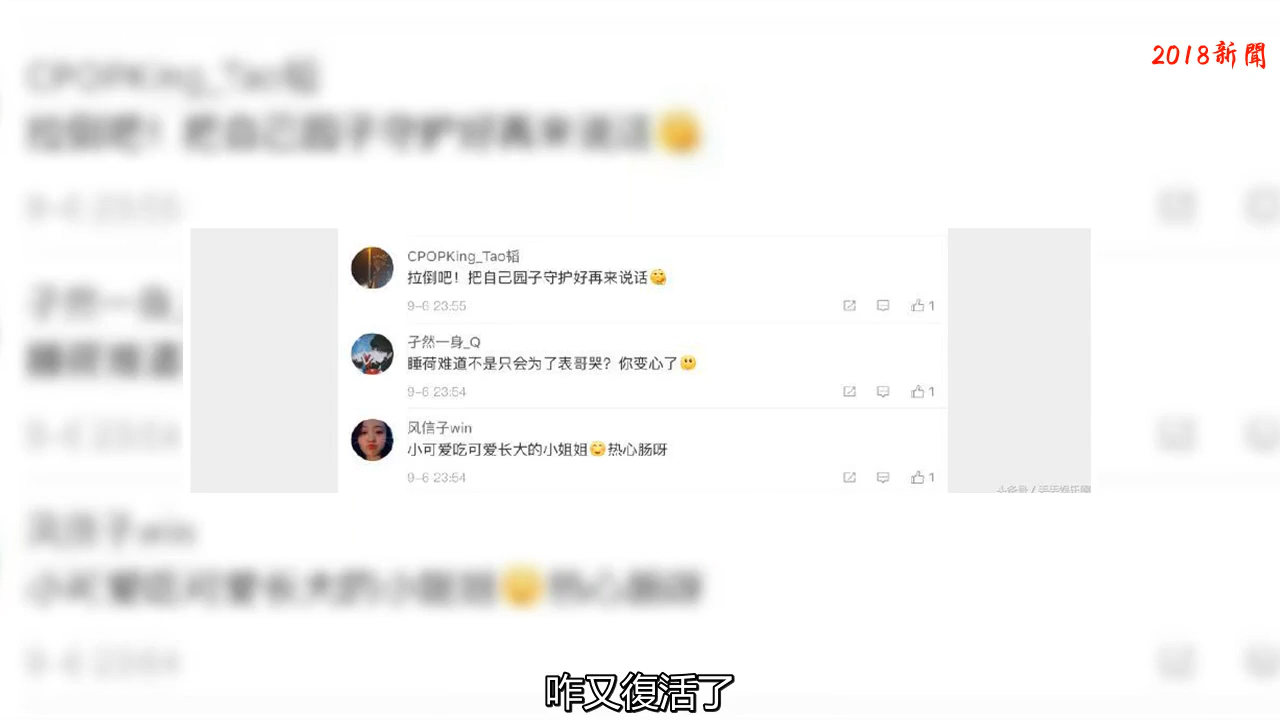 2018新聞
CPOPKing_Tao韬
拉倒吧！把自己园子守护好再来说话
9-6 23:55
1
孑然一身_Q
睡荷难道不是只会为了表哥哭？你变心了
9-6 23:54
1
风信子win
小可爱吃可爱长大的小姐姐热心肠呀
9-6 23:54
1
咋又復活了